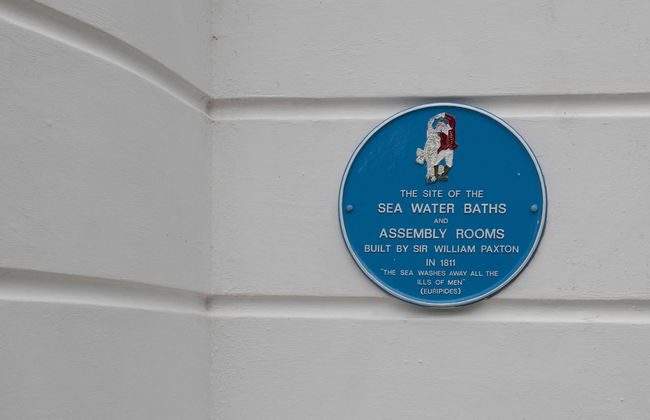 THE SITE OF THE
SEA WATER BATHS
AND
ASSEMBLY ROOMS
BUILT BY SIR WILLIAM PAXTON
IN 1811
"THE SEA WASHES AWAY ALL THE
ILLS OF MEN"
(EURIPIDES)